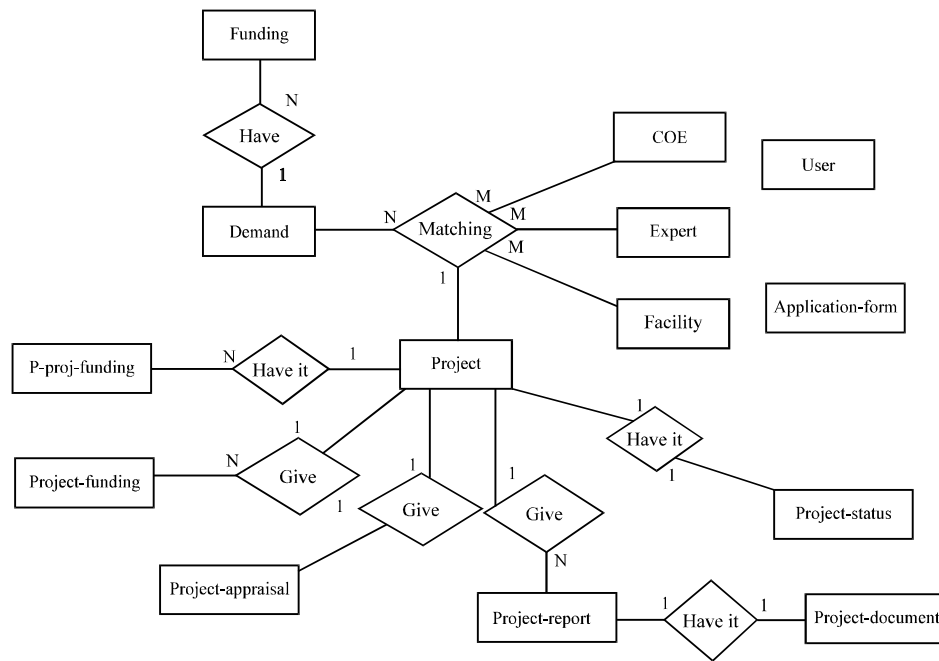 Funding
N
Have
1
Demand
N
Matching
M
M
M
1
COE
User
Expert
Facility
Application-form
P-proj-funding
N
Have it
1
Project
Project-funding
N
Give
1
1
Give
1
Project-appraisal
1
Give
N
Project-report
1
Have it
1
Project-status
1
Have it
1
Project-document